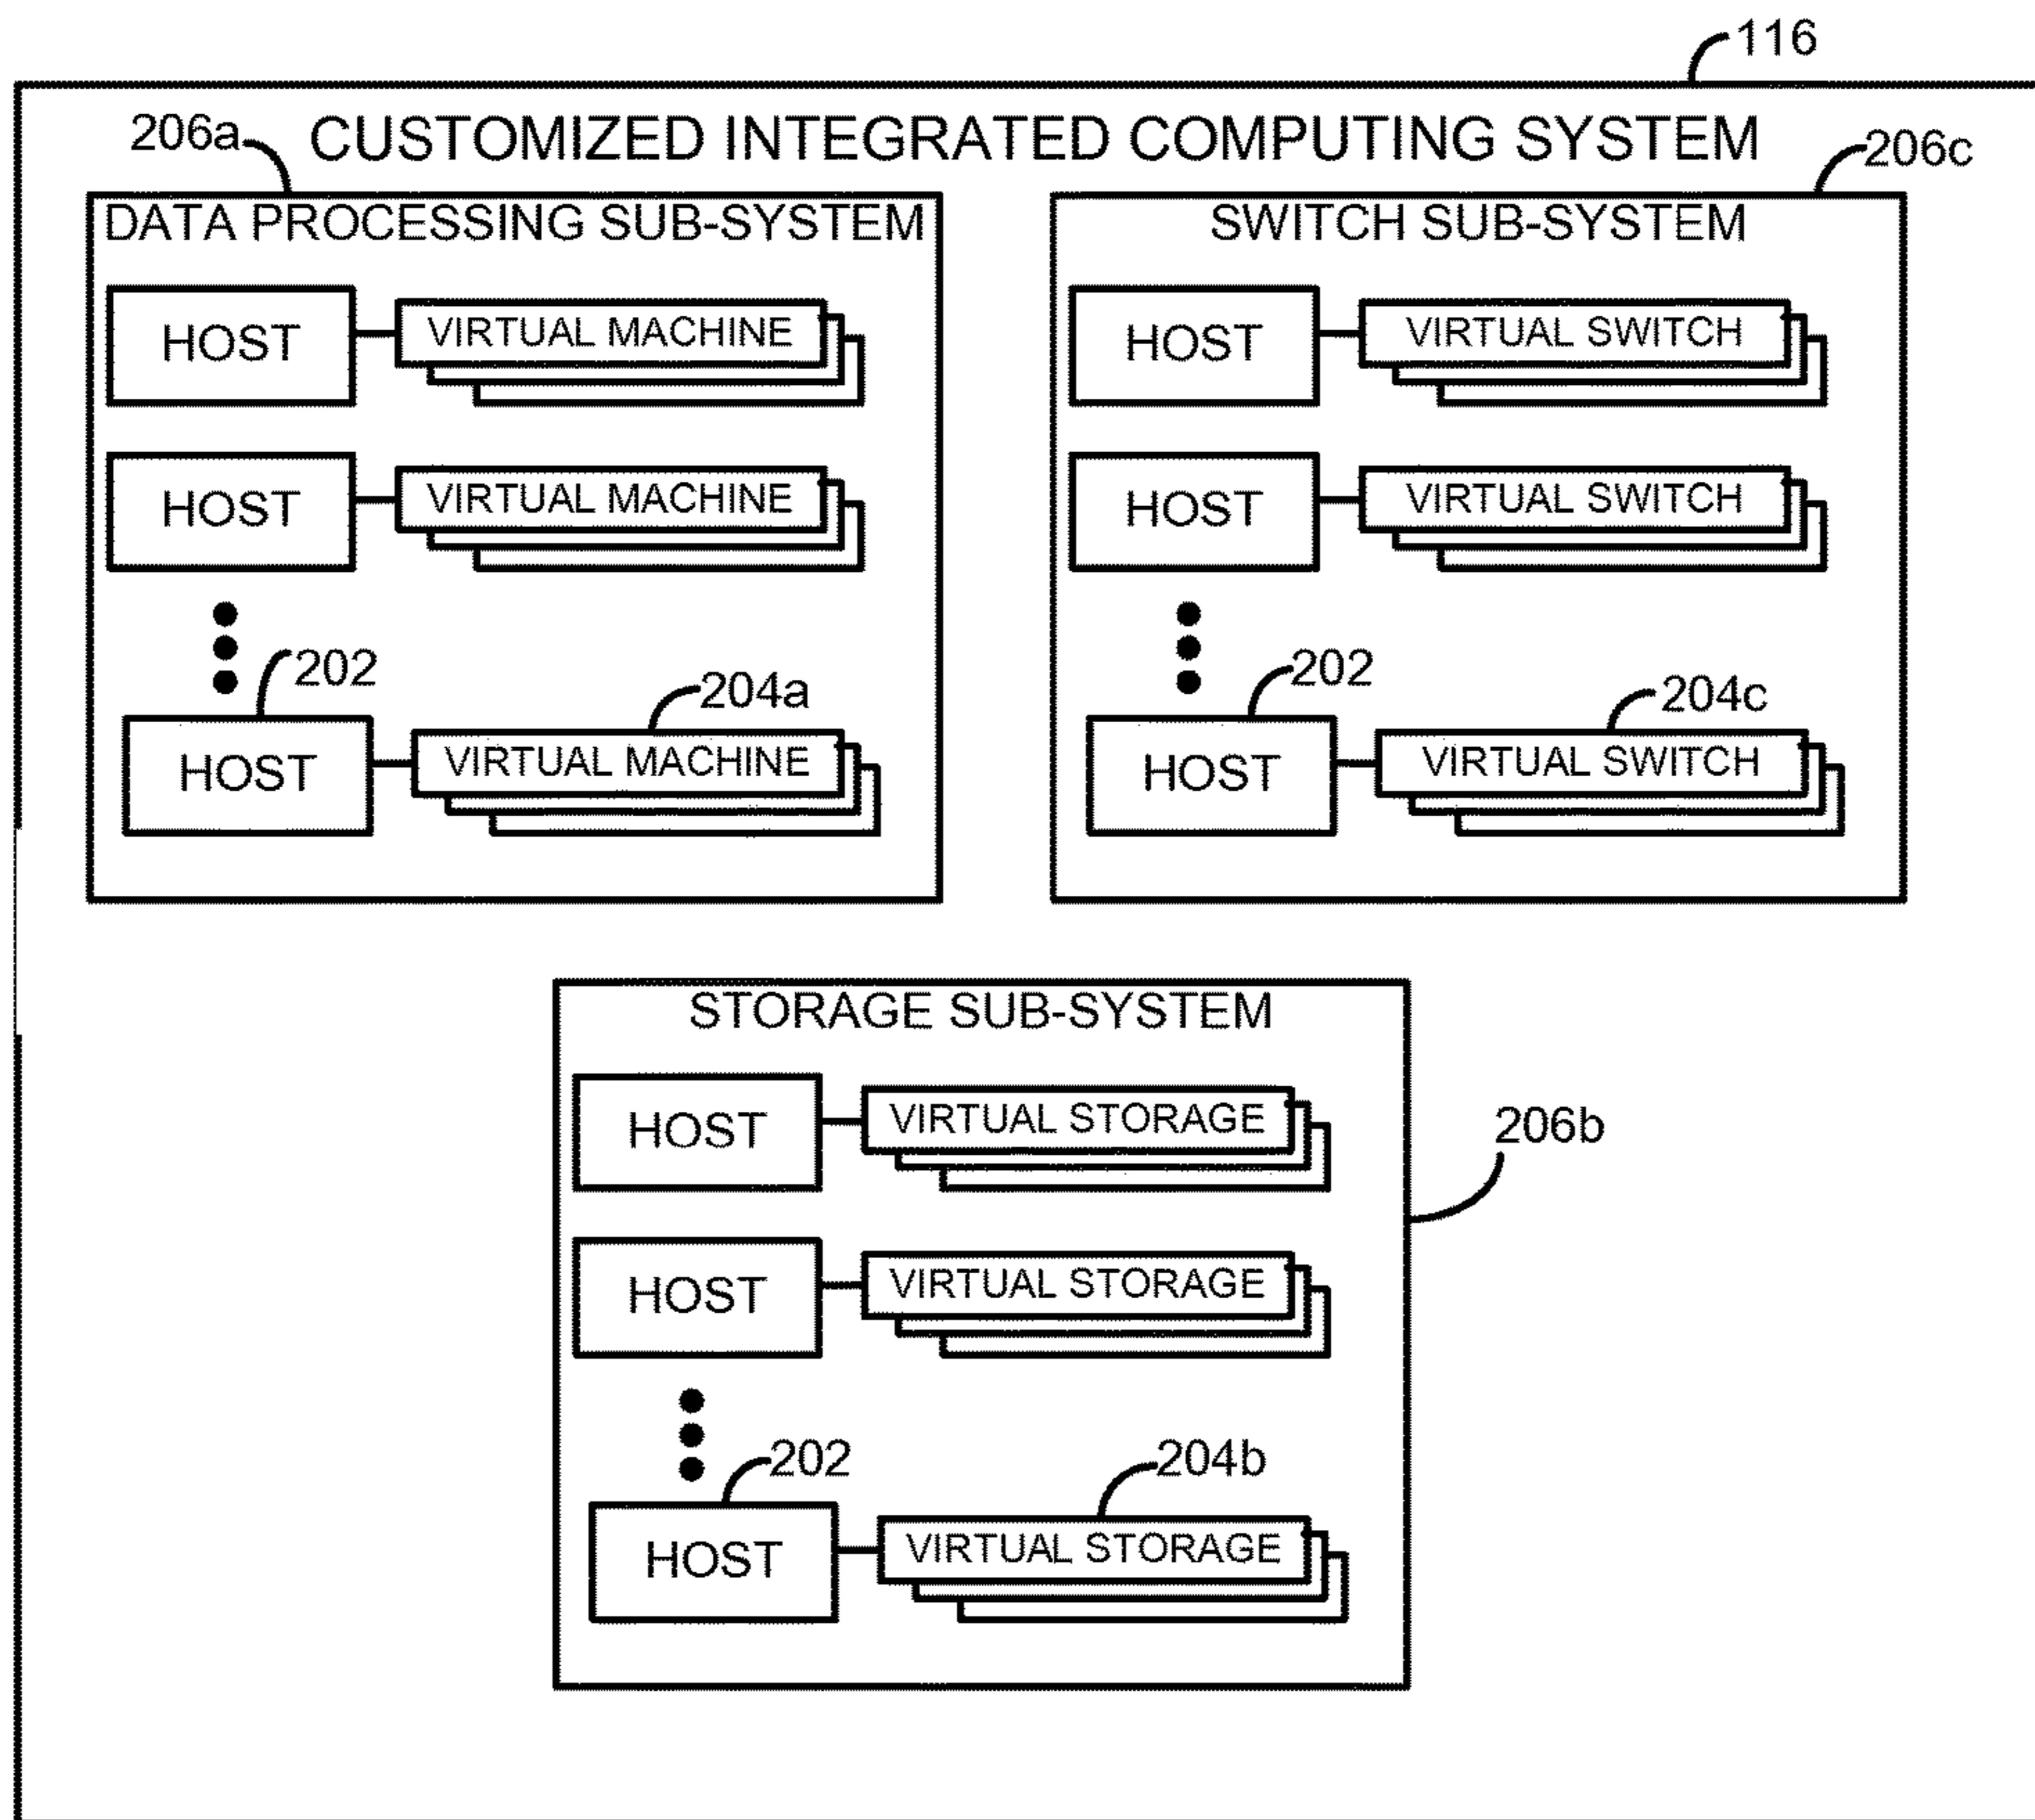 116
CUSTOMIZED INTEGRATED COMPUTING SYSTEM
206a
206c
DATA PROCESSING SUB-SYSTEM
HOST
VIRTUAL MACHINE
HOST
VIRTUAL MACHINE
202
204a
HOST
VIRTUAL MACHINE
SWITCH SUB-SYSTEM
HOST
VIRTUAL SWITCH
HOST
VIRTUAL SWITCH
202
204c
HOST
VIRTUAL SWITCH
STORAGE SUB-SYSTEM
206b
HOST
VIRTUAL STORAGE
HOST
VIRTUAL STORAGE
202
204b
HOST
VIRTUAL STORAGE